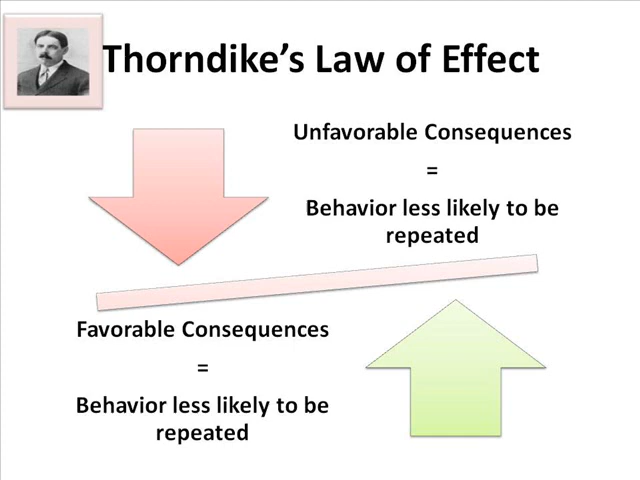 Thorndike's Law of Effect
Unfavorable Consequences
=
Behavior less likely to be
repeated
Favorable Consequences
=
Behavior less likely to be
repeated